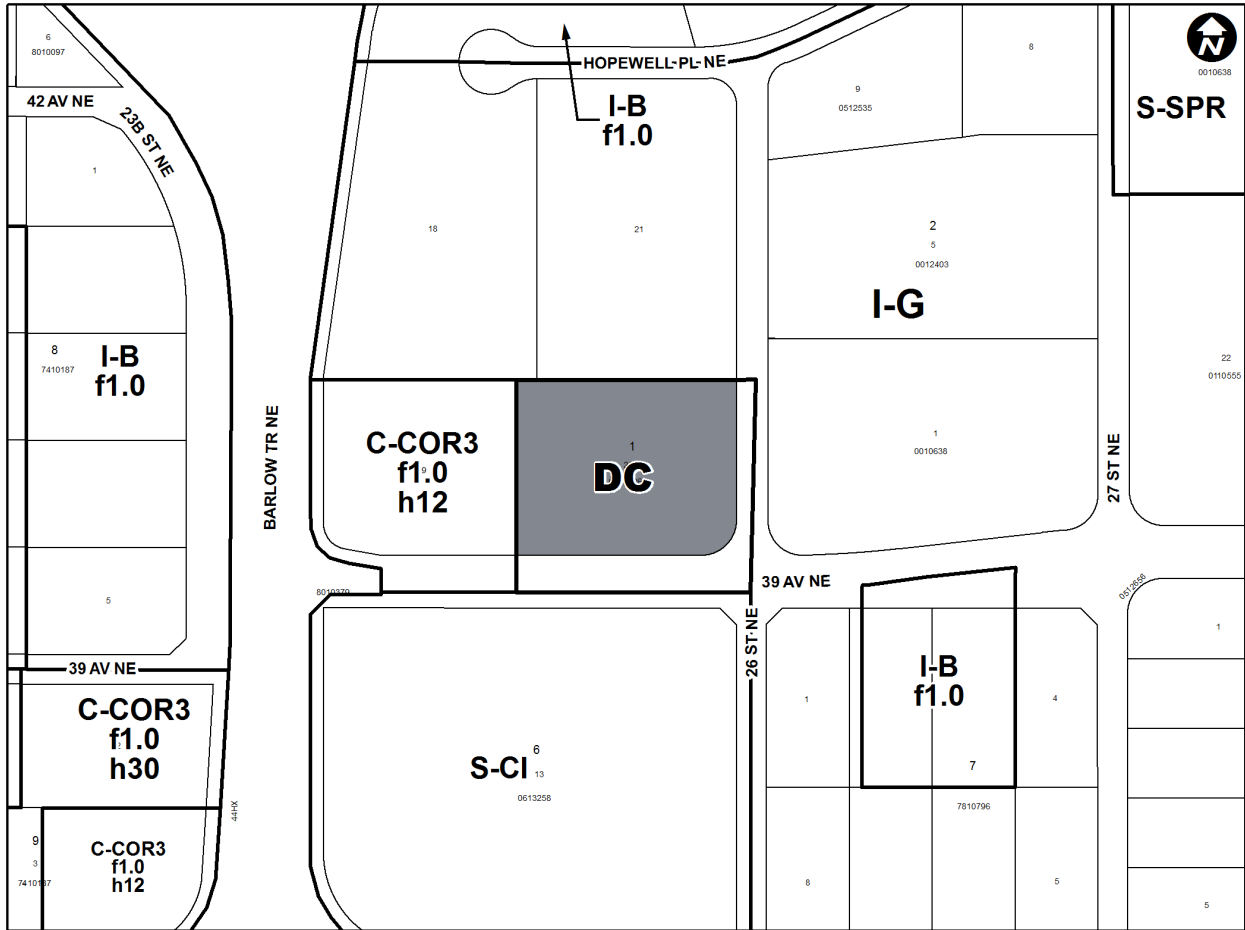 6
8010097
42 AV NE
23B ST NE
1
HOPEWELL PL NE
I-B
f1.0
9
0512535
8
N
0010638
S-SPR
18
21
2
5
0012403
I-G
8
7410187
I-B
f1.0
BARLOW TR NE
C-COR3
9
f1.0
h12
1
DC
1
0010638
27 ST NE
22
0110555
5
8010370
39 AV NE
26 ST NE
0512656
39 AV NE
C-COR3
f1.0
h30
44HX
C-COR3
f1.0
h12
9
3
7410187
S-CI
6
13
0613258
1
I-B
f1.0
4
7
7810796
8
5
1
5